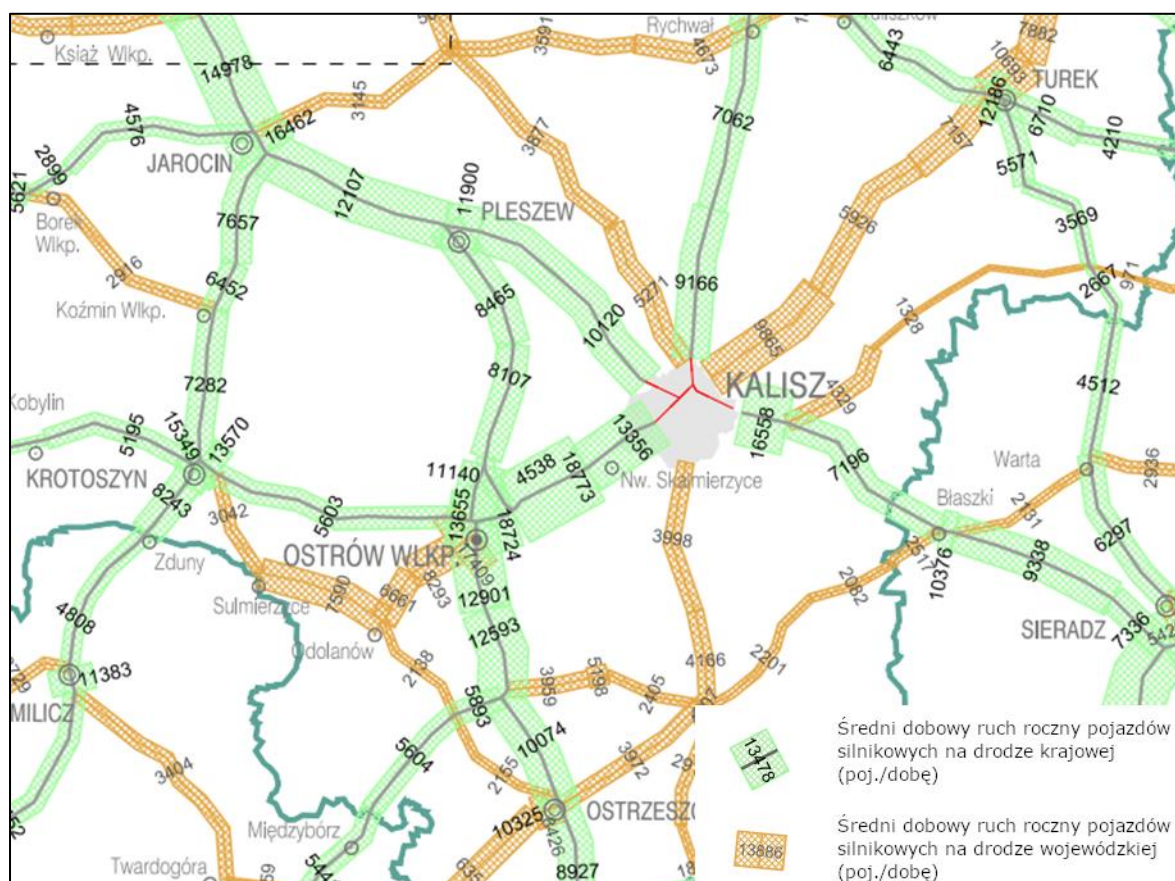 Książ Wlkp.
Rychwał
3591
4673
6443
7882
10693
TUREK
14978
3145
16462
4576
2899
5621
JAROCIN
7062
12186
6710
4210
7157
5571
3877
Borek
Wlkp.
7657
12107
11900
PLESZEW
5926
3569
2916
6452
Koźmin Wlkp.
8465
10120
5271
9166
9865
1328
2667
971
KALISZ
7282
8107
4329
4512
Kobylin
5195
15349
13570
KROTOSZYN
13356
16558
7196
Warta
2936
11140
4538
18773
Nw. Skalmierzyce
8243
3042
5603
13655
18724
Błaszki
2131
6297
Zduny
OSTRÓW WLKP.
3998
2517
10376
9338
Sulmierzyce
7590
6661
8293
12901
2082
4808
Odolanów
12593
SIERADZ
7336
2138
4166
2201
11383
MILICZ
5893
3959
5198
2405
5604
10074
3404
2155
3972
Międzybórz
10325
Twardogóra
8927
13478
Średni dobowy ruch roczny pojazdów
silnikowych na drodze krajowej
(poj./dobę)
13886
Średni dobowy ruch roczny pojazdów
silnikowych na drodze wojewódzkiej
(poj./dobę)